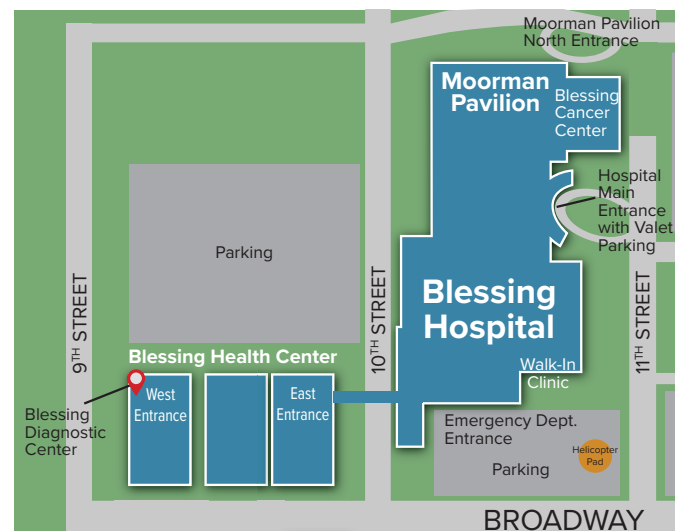 Moorman Pavilion
North Entrance
Moorman
Pavilion
Blessing
Cancer
Center
Hospital
Main
Entrance
with Valet
Parking
Parking
9TH STREET
10TH STREET
11TH STREET
Blessing
Hospital
Blessing Health Center
Walk-In
Clinic
West
Entrance
East
Entrance
Blessing
Diagnostic
Center
Emergency Dept.
Entrance
Helicopter
Pad
Parking
BROADWAY